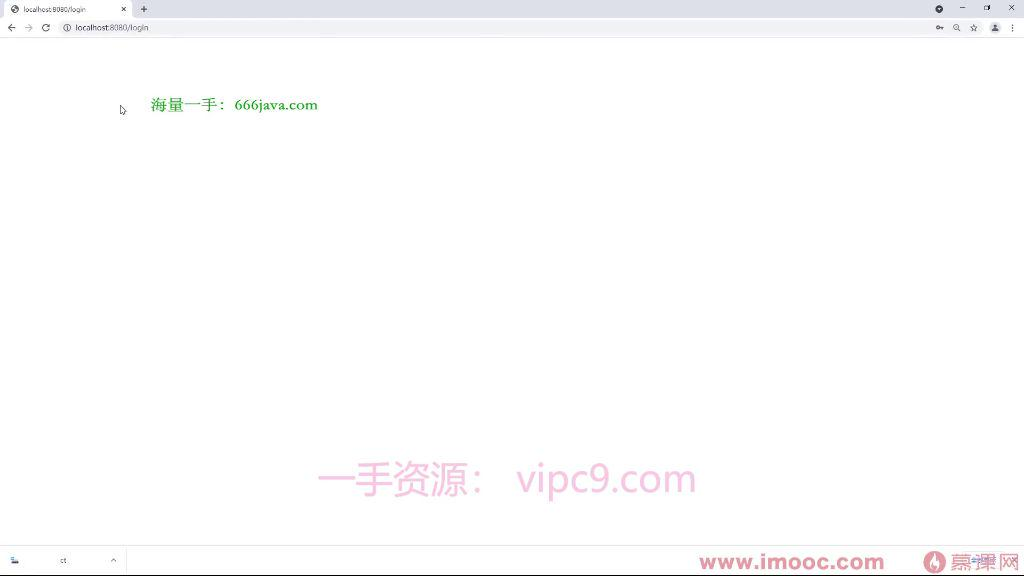 localhost:8080/login
localhost:8080/login
海量一手：666java.com
一手资源： vipc9.com
ct
www.imooc.com
慕课网